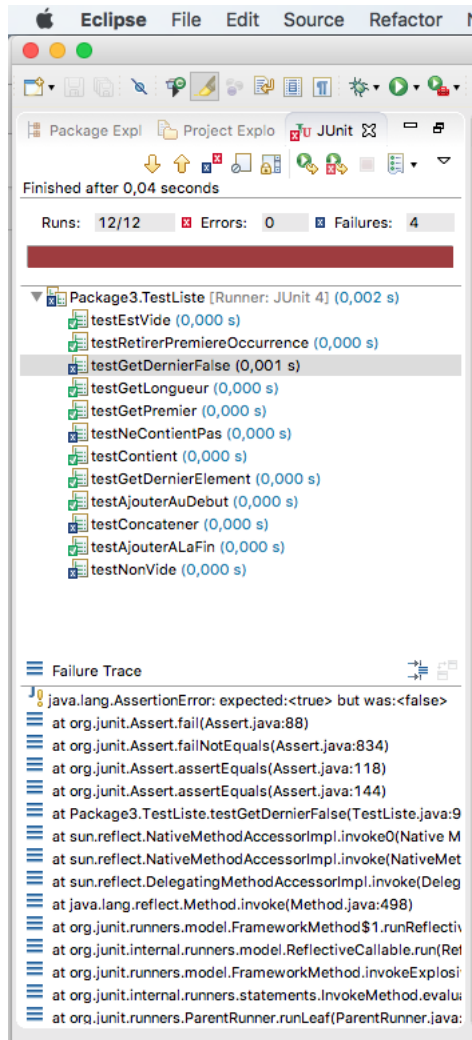 Eclipse File Edit Source Refactor
Package Expl Project Explo JUnit
Finished after 0,04 seconds
Runs: 12/12 Errors: 0 Failures: 4
Package3.TestListe [Runner: JUnit 4] (0,002 s)
testEstVide (0,000 s)
testRetirerPremiereOccurrence (0,000 s)
testGetDernierFalse (0,001 s)
testGetLongueur (0,000 s)
testGetPremier (0,000 s)
testNeContientPas (0,000 s)
testContient (0,000 s)
testGetDernierElement (0,000 s)
testAjouterAuDebut (0,000 s)
testConcatener (0,000 s)
testAjouterALaFin (0,000 s)
testNonVide (0,000 s)
Failure Trace
java.lang.AssertionError: expected:<true> but was:<false>
at org.junit.Assert.fail(Assert.java:88)
at org.junit.Assert.failNotEquals(Assert.java:834)
at org.junit.Assert.assertEquals(Assert.java:118)
at org.junit.Assert.assertEquals(Assert.java:144)
at Package3.TestListe.testGetDernierFalse(TestListe.java:9
at sun.reflect.NativeMethodAccessorImpl.invoke0(Native M
at sun.reflect.NativeMethodAccessorImpl.invoke(NativeMet
at sun.reflect.DelegatingMethodAccessorImpl.invoke(Deleg
at java.lang.reflect.Method.invoke(Method.java:498)
at org.junit.runners.model.FrameworkMethod$1.runReflectiv
at org.junit.internal.runners.model.ReflectiveCallable.run(Ref
at org.junit.runners.model.FrameworkMethod.invokeExplosi
at org.junit.internal.runners.statements.InvokeMethod.evalua
at org.junit.runners.ParentRunner.runLeaf(ParentRunner.java: